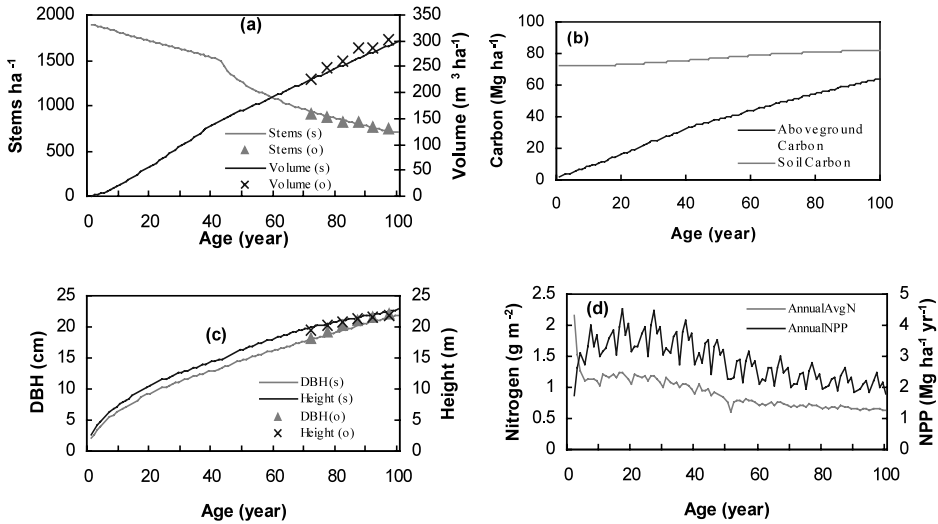 (a)
Stems ha⁻¹
2000
1500
1000
500
0
Volume (m³ ha⁻¹)
350
300
250
200
150
100
50
0
Stems (s)
Stems (o)
Volume (s)
Volume (o)
0 20 40 60 80 100
Age (year)
(b)
Carbon (Mg ha⁻¹)
100
80
60
40
20
0
Aboveground
Carbon
Soil Carbon
0 20 40 60 80 100
Age (year)
(c)
DBH (cm)
25
20
15
10
5
0
Height (m)
25
20
15
10
5
0
DBH(s)
Height (s)
DBH(o)
Height (o)
0 20 40 60 80 100
Age (year)
(d)
Nitrogen (g m⁻²)
2.5
2
1.5
1
0.5
0
NPP (Mg ha⁻¹ yr⁻¹)
5
4
3
2
1
0
AnnualAvgN
AnnualNPP
0 20 40 60 80 100
Age (year)